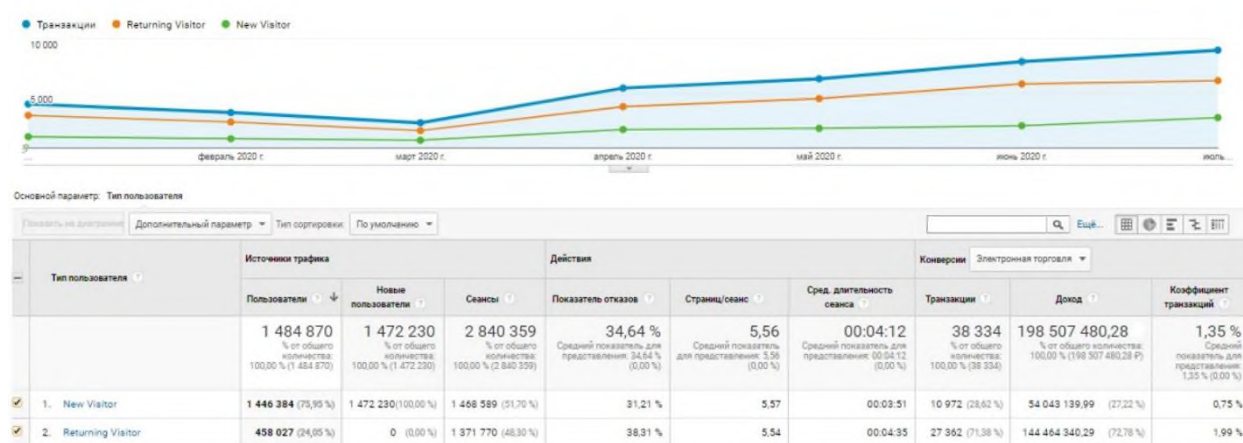 Транзакции Returning Visitor New Visitor
10 000
5,000
... февраль 2020 г. март 2020 г. апрель 2020 г. май 2020 г. июнь 2020 г. июль...
Основной параметр: Тип пользователя
Показать на диаграмме Дополнительный параметр Тип сортировки: По умолчанию Ещё...
Тип пользователя ? Источники трафика Действия Конверсии Электронная торговля
Пользователи ? Новые пользователи ? Сеансы ? Показатель отказов ? Страниц/сеанс ? Сред. длительность сеанса ? Транзакции ? Доход ? Коэффициент транзакций ?
1 484 870 1 472 230 2 840 359 34,64 % 5,56 00:04:12 38 334 198 507 480,28 1,35 %
% от общего количества: 100,00 % (1 484 870) % от общего количества: 100,00 % (1 472 230) % от общего количества: 100,00 % (2 840 359) Средний показатель для представления: 34,64 % (0,00 %) Средний показатель для представления: 5,56 (0,00 %) Средний показатель для представления: 00:04:12 (0,00 %) % от общего количества: 100,00 % (38 334) % от общего количества: 100,00 % (198 507 480,28 ₽) Средний показатель для представления: 1,35 % (0,00 %)
1. New Visitor 1 446 384 (75,95 %) 1 472 230(100,00 %) 1 468 589 (51,70 %) 31,21 % 5,57 00:03:51 10 972 (28,62 %) 54 043 139,99 (27,22 %) 0,75 %
2. Returning Visitor 458 027 (24,05 %) 0 (0,00 %) 1 371 770 (48,30 %) 38,31 % 5,54 00:04:35 27 362 (71,38 %) 144 464 340,29 (72,78 %) 1,99 %